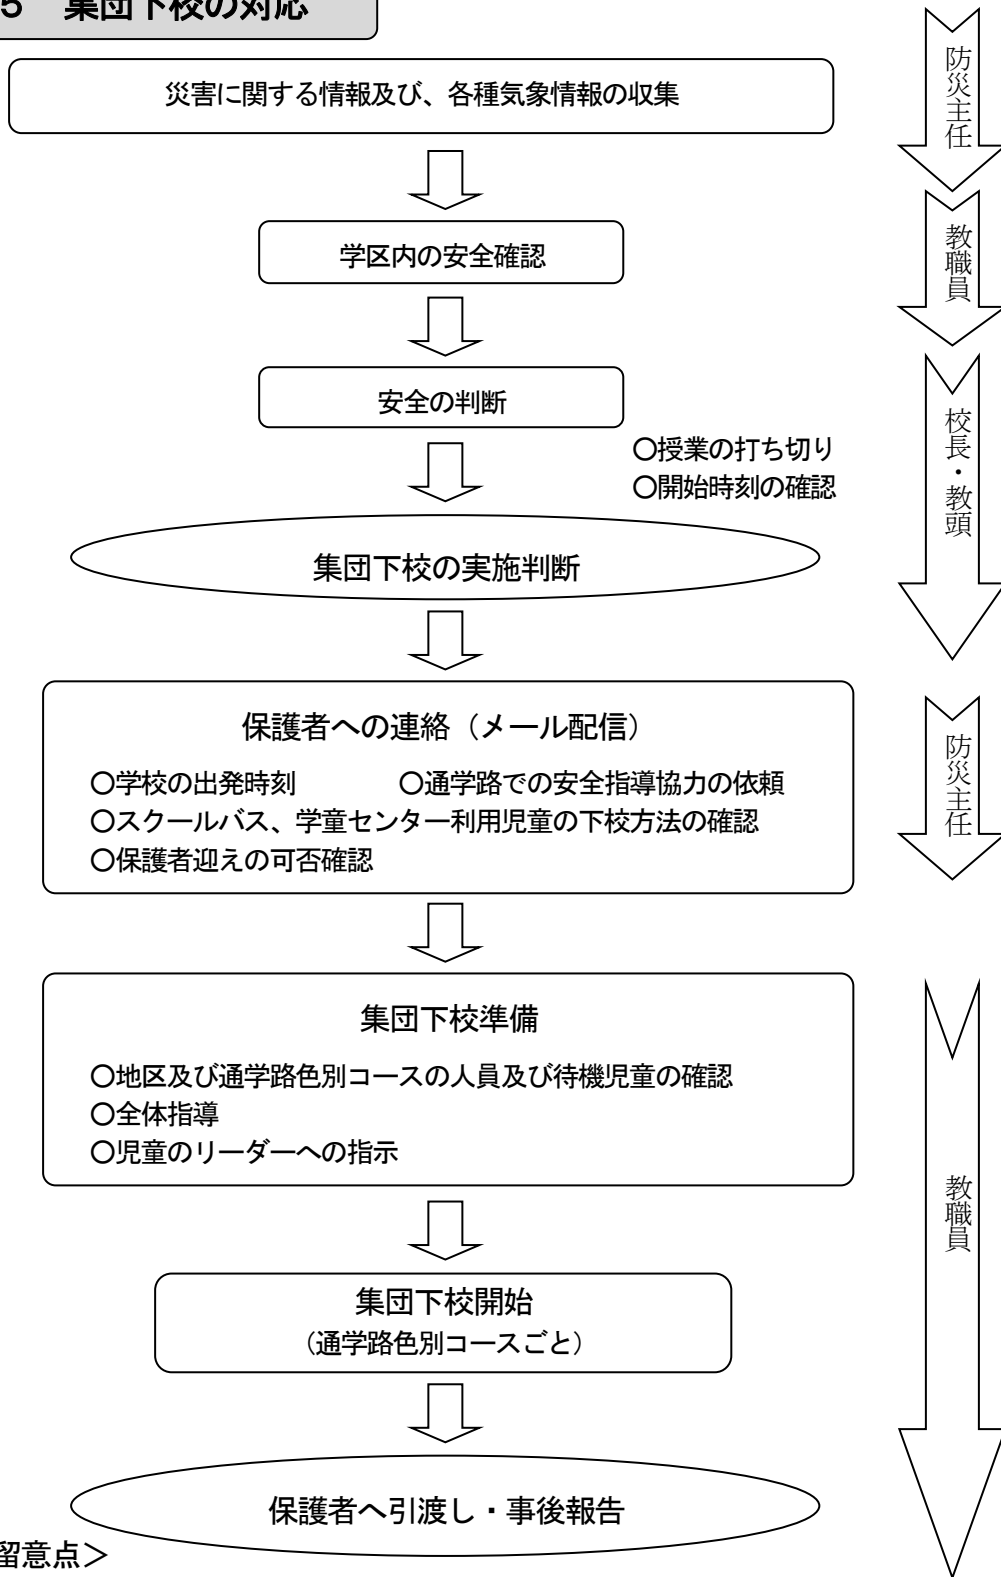 5　集団下校の対応
災害に関する情報及び、各種気象情報の収集
防災主任
学区内の安全確認
教職員
安全の判断
〇授業の打ち切り
〇開始時刻の確認
校長・教頭
集団下校の実施判断
保護者への連絡（メール配信）
〇学校の出発時刻　　　　〇通学路での安全指導協力の依頼
〇スクールバス、学童センター利用児童の下校方法の確認
〇保護者迎えの可否確認
防災主任
集団下校準備
〇地区及び通学路色別コースの人員及び待機児童の確認
〇全体指導
〇児童のリーダーへの指示
教職員
集団下校開始
（通学路色別コースごと）
保護者へ引渡し・事後報告
留意点＞